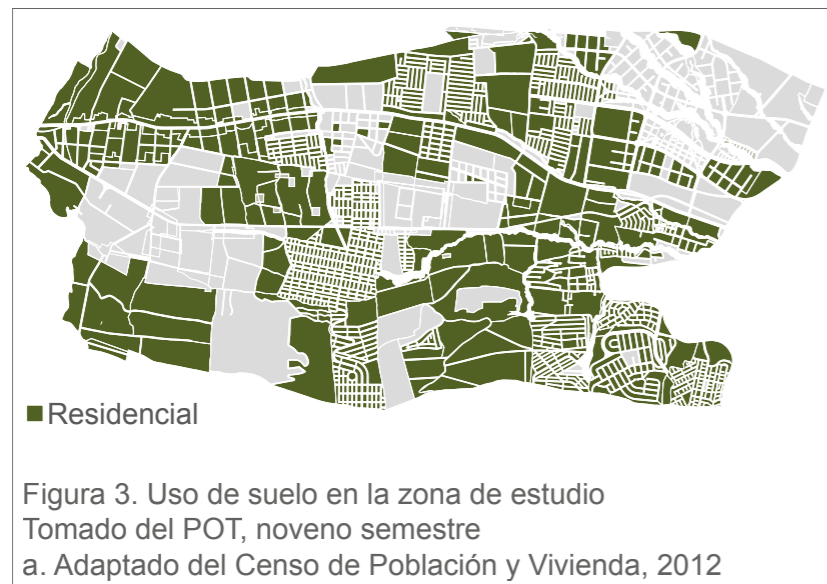 Residencial
Figura 3. Uso de suelo en la zona de estudio
Tomado del POT, noveno semestre
a. Adaptado del Censo de Población y Vivienda, 2012